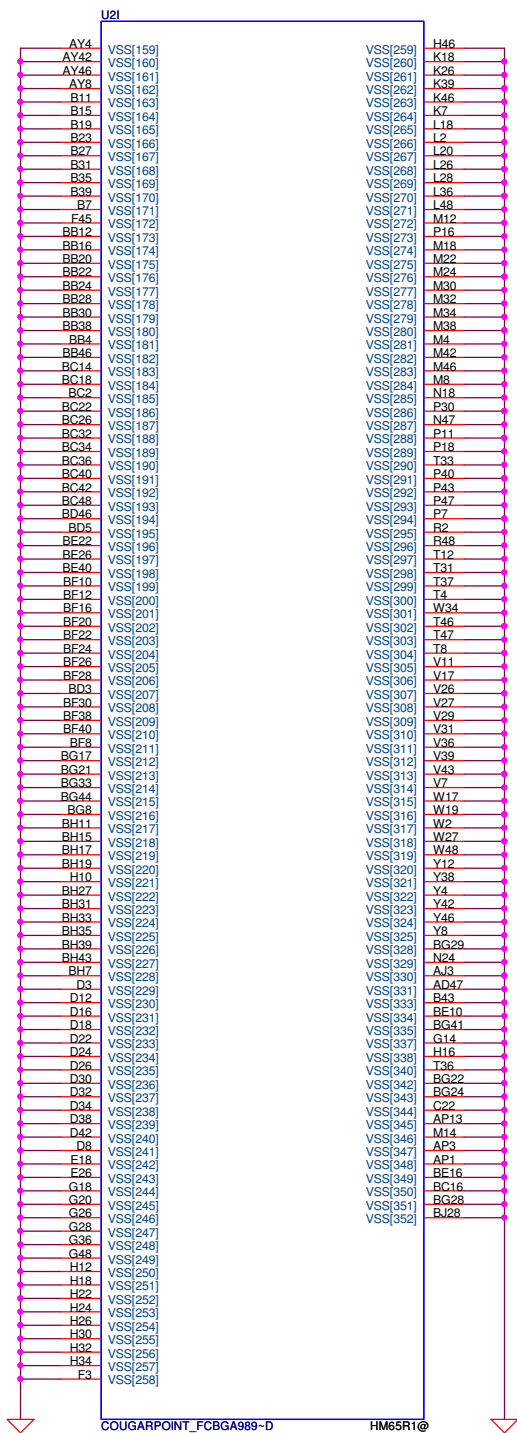 U2I
AY4 VSS[159]
AY42 VSS[160]
AY46 VSS[161]
AY8 VSS[162]
B11 VSS[163]
B15 VSS[164]
B19 VSS[165]
B23 VSS[166]
B27 VSS[167]
B31 VSS[168]
B35 VSS[169]
B39 VSS[170]
B7 VSS[171]
F45 VSS[172]
BB12 VSS[173]
BB16 VSS[174]
BB20 VSS[175]
BB22 VSS[176]
BB24 VSS[177]
BB28 VSS[178]
BB30 VSS[179]
BB38 VSS[180]
BB4 VSS[181]
BB46 VSS[182]
BC14 VSS[183]
BC18 VSS[184]
BC2 VSS[185]
BC22 VSS[186]
BC26 VSS[187]
BC32 VSS[188]
BC34 VSS[189]
BC36 VSS[190]
BC40 VSS[191]
BC42 VSS[192]
BC48 VSS[193]
BD46 VSS[194]
BD5 VSS[195]
BE22 VSS[196]
BE26 VSS[197]
BE40 VSS[198]
BF10 VSS[199]
BF12 VSS[200]
BF16 VSS[201]
BF20 VSS[202]
BF22 VSS[203]
BF24 VSS[204]
BF26 VSS[205]
BF28 VSS[206]
BD3 VSS[207]
BF30 VSS[208]
BF38 VSS[209]
BF40 VSS[210]
BF8 VSS[211]
BG17 VSS[212]
BG21 VSS[213]
BG33 VSS[214]
BG44 VSS[215]
BG8 VSS[216]
BH11 VSS[217]
BH15 VSS[218]
BH17 VSS[219]
BH19 VSS[220]
H10 VSS[221]
BH27 VSS[222]
BH31 VSS[223]
BH33 VSS[224]
BH35 VSS[225]
BH39 VSS[226]
BH43 VSS[227]
BH7 VSS[228]
D3 VSS[229]
D12 VSS[230]
D16 VSS[231]
D18 VSS[232]
D22 VSS[233]
D24 VSS[234]
D26 VSS[235]
D30 VSS[236]
D32 VSS[237]
D34 VSS[238]
D38 VSS[239]
D42 VSS[240]
D8 VSS[241]
E18 VSS[242]
E26 VSS[243]
G18 VSS[244]
G20 VSS[245]
G26 VSS[246]
G28 VSS[247]
G36 VSS[248]
G48 VSS[249]
H12 VSS[250]
H18 VSS[251]
H22 VSS[252]
H24 VSS[253]
H26 VSS[254]
H30 VSS[255]
H32 VSS[256]
H34 VSS[257]
F3 VSS[258]
VSS[259] H46
VSS[260] K18
VSS[261] K26
VSS[262] K39
VSS[263] K46
VSS[264] K7
VSS[265] L18
VSS[266] L2
VSS[267] L20
VSS[268] L26
VSS[269] L28
VSS[270] L36
VSS[271] L48
VSS[272] M12
VSS[273] P16
VSS[274] M18
VSS[275] M22
VSS[276] M24
VSS[277] M30
VSS[278] M32
VSS[279] M34
VSS[280] M38
VSS[281] M4
VSS[282] M42
VSS[283] M46
VSS[284] M8
VSS[285] N18
VSS[286] P30
VSS[287] N47
VSS[288] P11
VSS[289] P18
VSS[290] T33
VSS[291] P40
VSS[292] P43
VSS[293] P47
VSS[294] P7
VSS[295] R2
VSS[296] R48
VSS[297] T12
VSS[298] T31
VSS[299] T37
VSS[300] T4
VSS[301] W34
VSS[302] T46
VSS[303] T47
VSS[304] T8
VSS[305] V11
VSS[306] V17
VSS[307] V26
VSS[308] V27
VSS[309] V29
VSS[310] V31
VSS[311] V36
VSS[312] V39
VSS[313] V43
VSS[314] V7
VSS[315] W17
VSS[316] W19
VSS[317] W2
VSS[318] W27
VSS[319] W48
VSS[320] Y12
VSS[321] Y38
VSS[322] Y4
VSS[323] Y42
VSS[324] Y46
VSS[325] Y8
VSS[328] BG29
VSS[329] N24
VSS[330] AJ3
VSS[331] AD47
VSS[333] B43
VSS[334] BE10
VSS[335] BG41
VSS[337] G14
VSS[338] H16
VSS[340] T36
VSS[342] BG22
VSS[343] BG24
VSS[344] C22
VSS[345] AP13
VSS[346] M14
VSS[347] AP3
VSS[348] AP1
VSS[349] BE16
VSS[350] BC16
VSS[351] BG28
VSS[352] BJ28
COUGARPOINT_FCBGA989~D HM65R1@